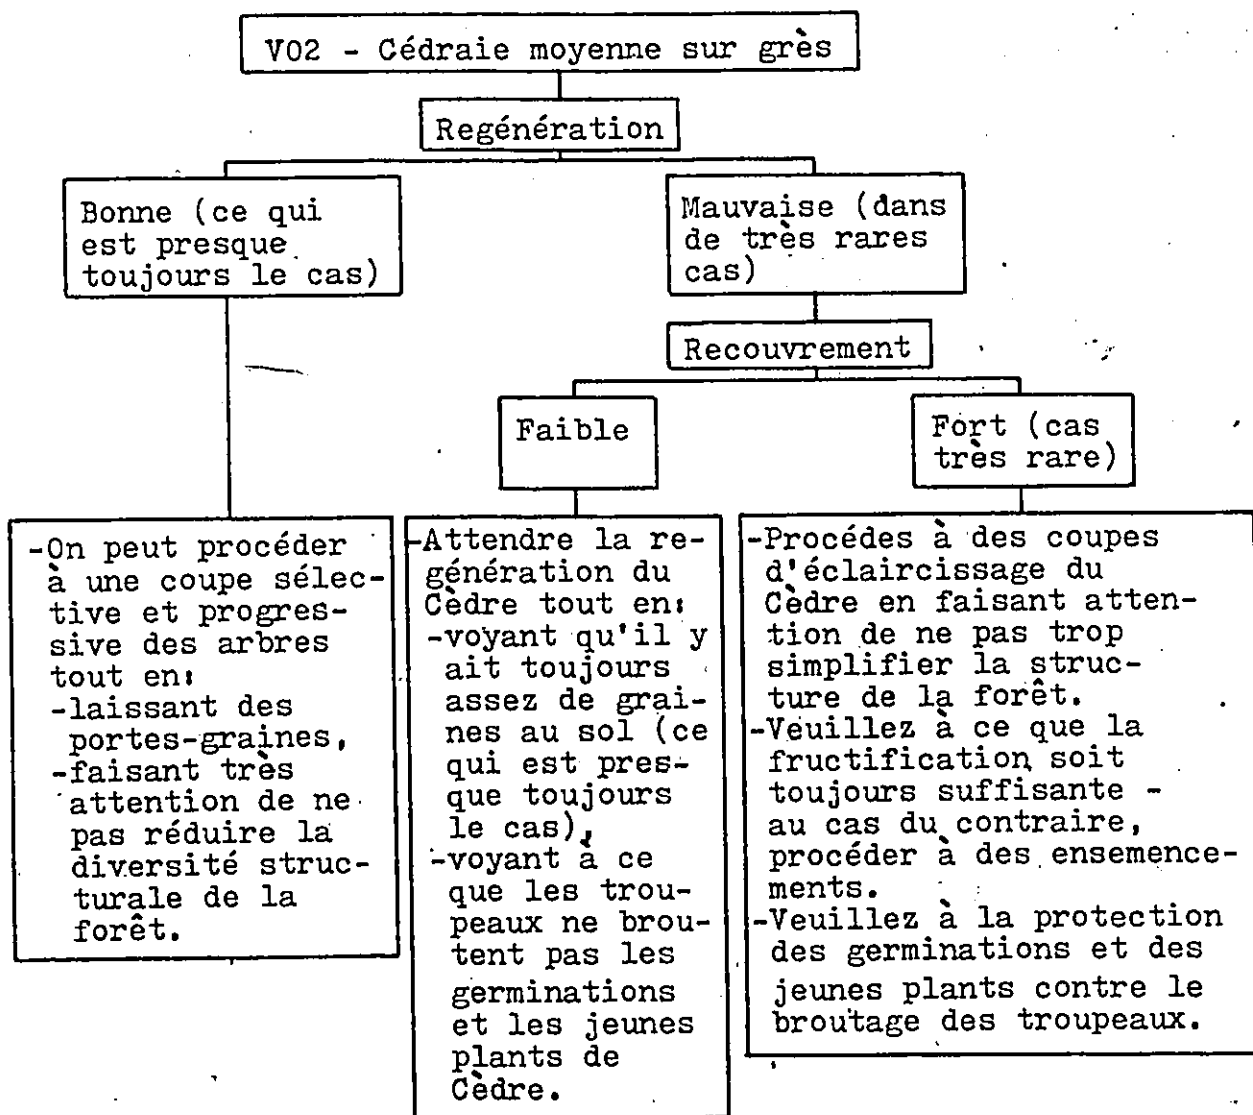 V02 - Cédraie moyenne sur grès
Regénération
Bonne (ce qui
est presque
toujours le cas)
Mauvaise (dans
de très rares
cas)
Recouvrement
Faible
Fort (cas
très rare)
-On peut procéder
à une coupe sélec-
tive et progres-
sive des arbres
tout en:
-laissant des
portes-graines,
-faisant très
attention de ne
pas réduire la
diversité struc-
turale de la
forêt.
-Attendre la re-
génération du
Cèdre tout en:
-voyant qu'il y
ait toujours
assez de grai-
nes au sol (ce
qui est pres-
que toujours
le cas),
-voyant à ce
que les trou-
peaux ne brou-
tent pas les
germinations
et les jeunes
plants de
Cèdre.
-Procédes à des coupes
d'éclaircissage du
Cèdre en faisant atten-
tion de ne pas trop
simplifier la struc-
ture de la forêt.
-Veuillez à ce que la
fructification soit
toujours suffisante -
au cas du contraire,
procéder à des ensemence-
ments.
-Veuillez à la protection
des germinations et des
jeunes plants contre le
broutage des troupeaux.